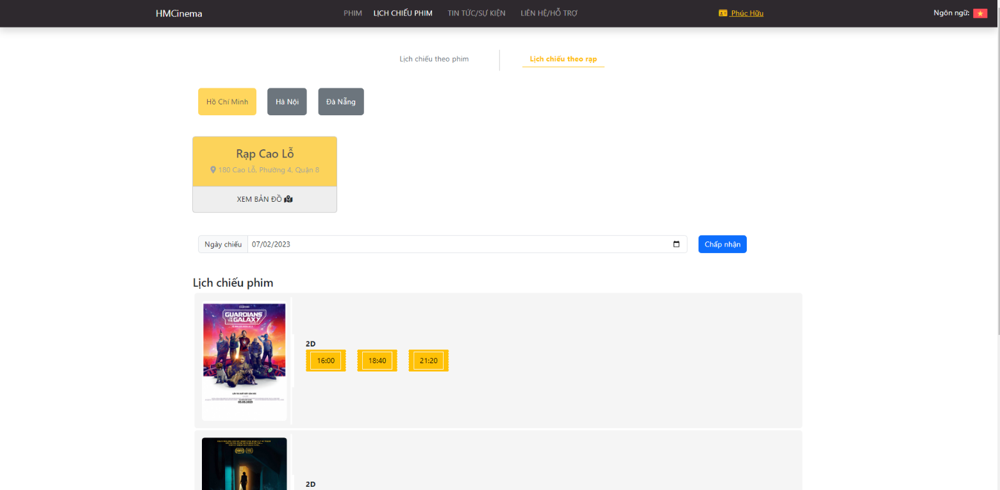 HMCinema
PHIM
LỊCH CHIẾU PHIM
TIN TỨC/SỰ KIỆN
LIÊN HỆ/HỖ TRỢ
Phúc Hữu
Ngôn ngữ:
Lịch chiếu theo phim
Lịch chiếu theo rạp
Hồ Chí Minh
Hà Nội
Đà Nẵng
Rạp Cao Lỗ
180 Cao Lỗ, Phường 4, Quận 8
XEM BẢN ĐỒ
Ngày chiếu
07/02/2023
Chấp nhận
Lịch chiếu phim
GUARDIANS
OF THE GALAXY
2D
16:00
18:40
21:20
2D